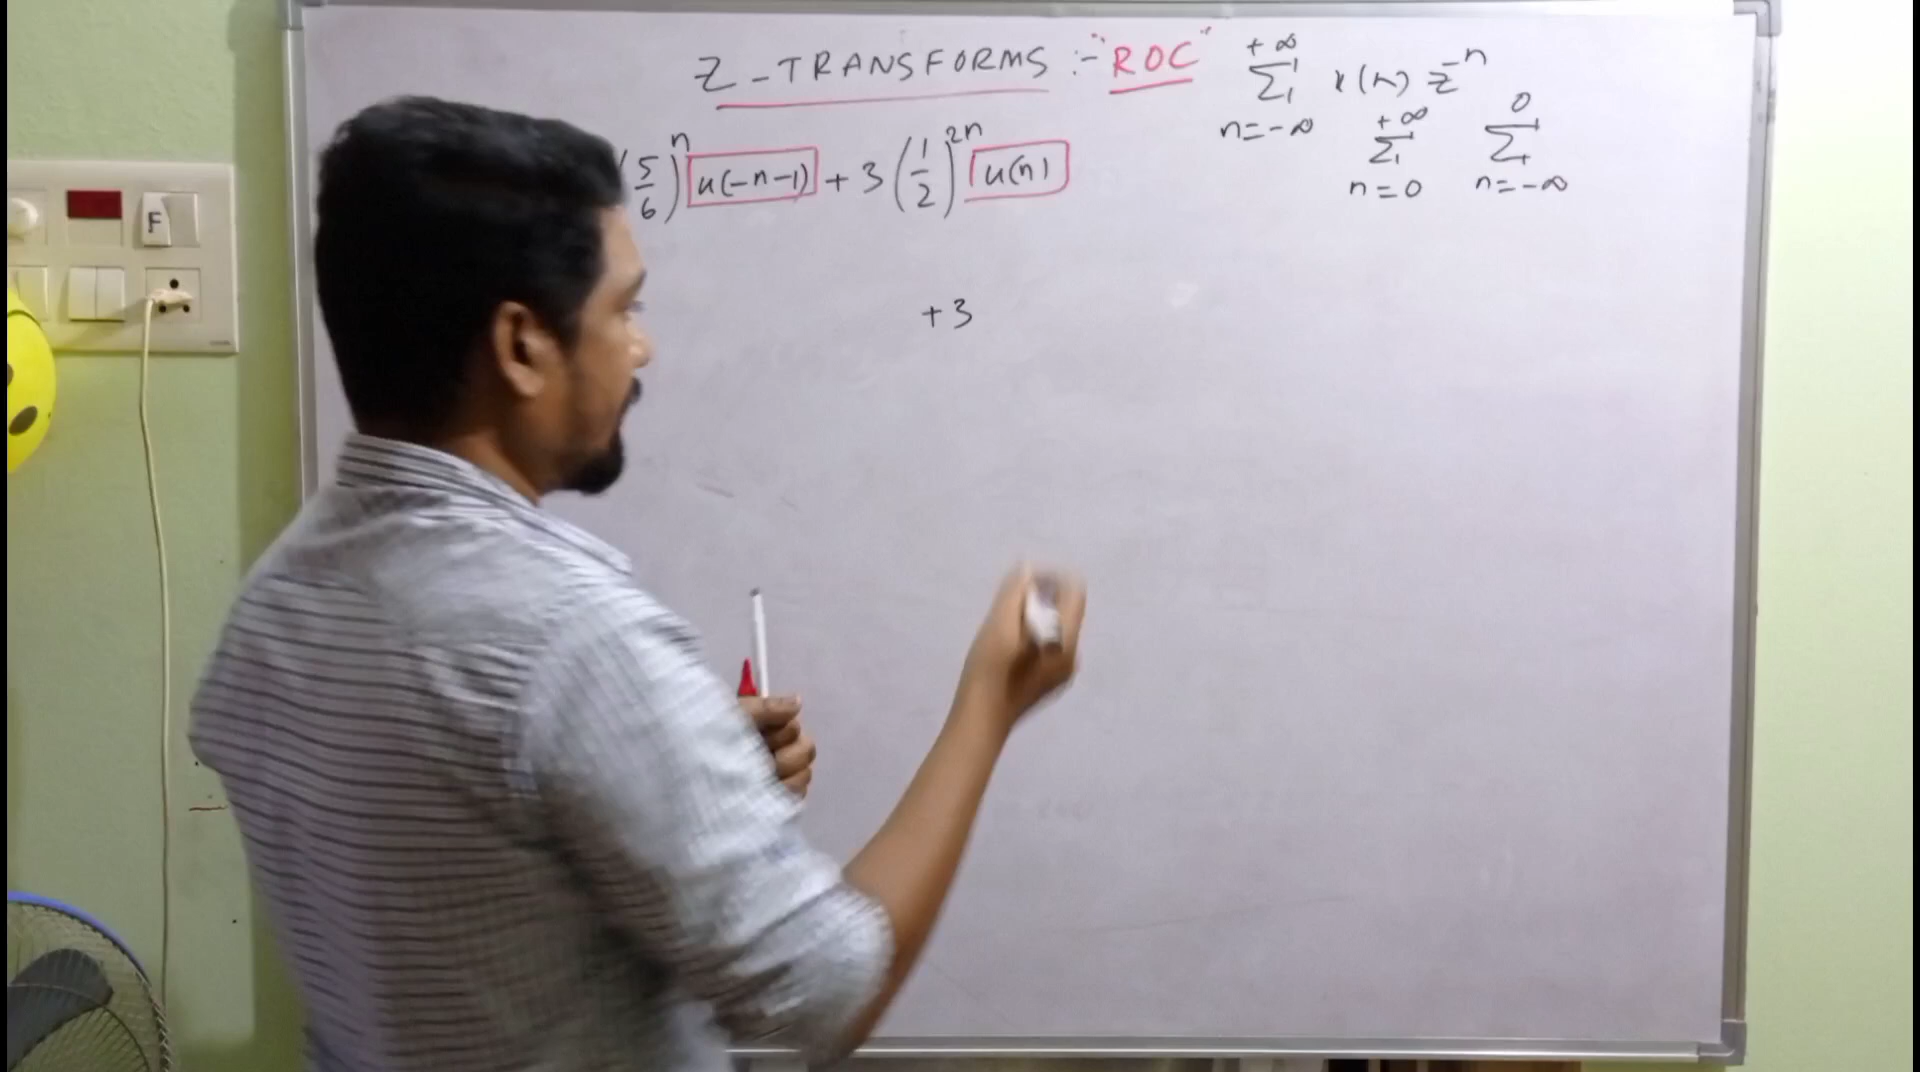 Z-TRANSFORMS :- "ROC"
+∞
Σ x(n) z^-n
n=-∞
+∞
Σ
n=0
0
Σ
n=-∞
(5/6)^n u(-n-1) + 3 (1/2)^2n u(n)
+3
F